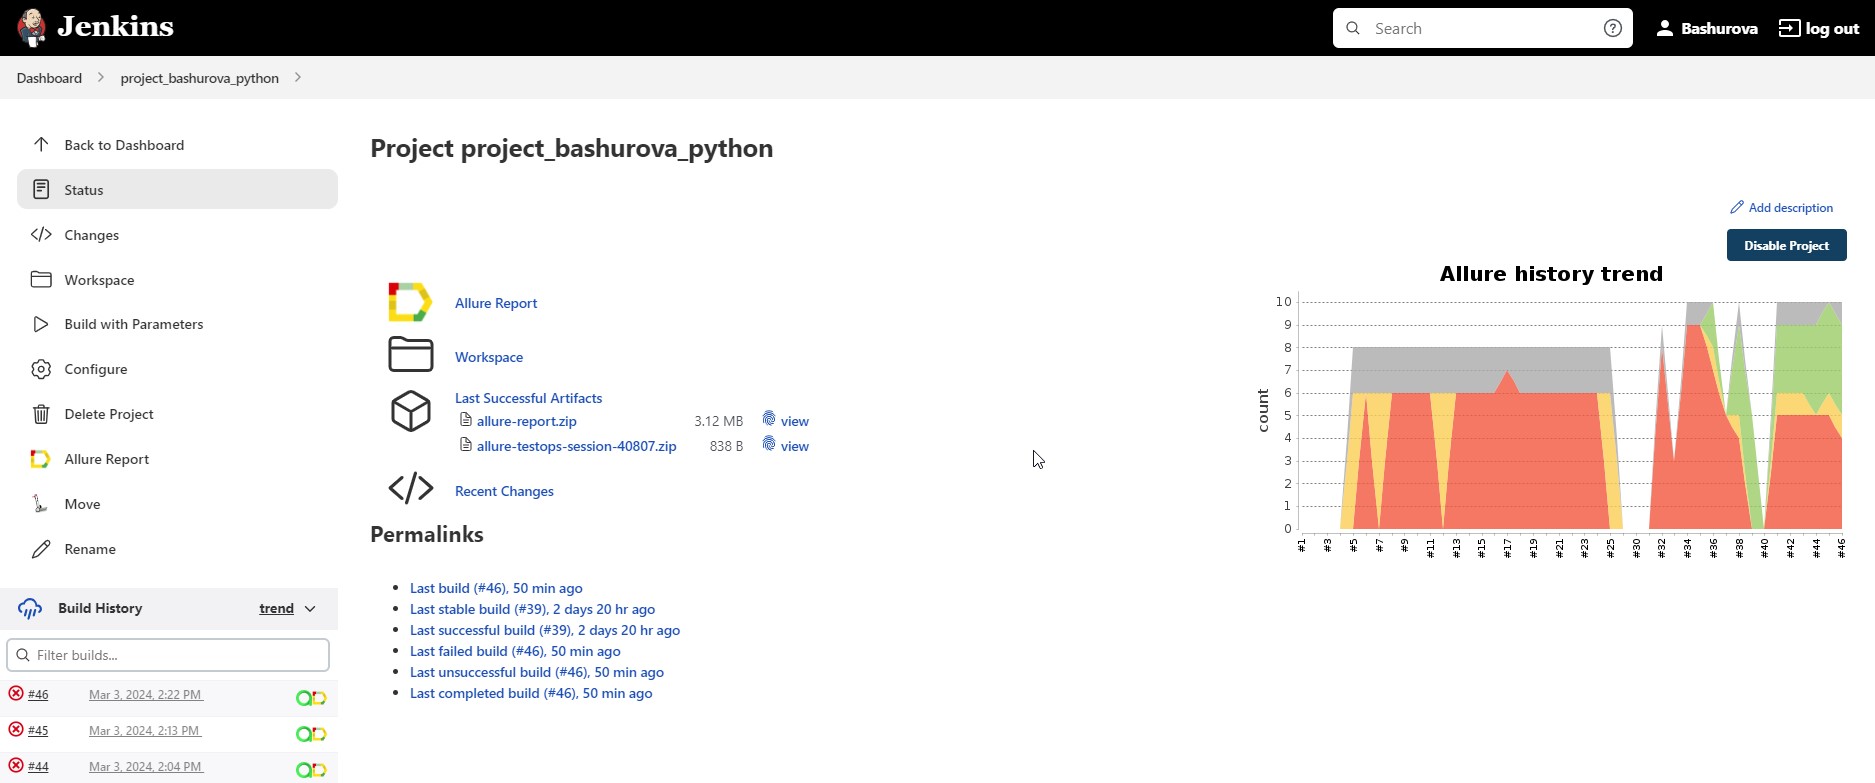 Jenkins
Search
Bashurova
log out
Dashboard
project_bashurova_python
Back to Dashboard
Status
Changes
Workspace
Build with Parameters
Configure
Delete Project
Allure Report
Move
Rename
Build History
trend
Filter builds...
#46 Mar 3, 2024, 2:22 PM
#45 Mar 3, 2024, 2:13 PM
#44 Mar 3, 2024, 2:04 PM
Project project_bashurova_python
Add description
Disable Project
Allure Report
Workspace
Last Successful Artifacts
allure-report.zip 3.12 MB view
allure-testops-session-40807.zip 838 B view
Recent Changes
Permalinks
Last build (#46), 50 min ago
Last stable build (#39), 2 days 20 hr ago
Last successful build (#39), 2 days 20 hr ago
Last failed build (#46), 50 min ago
Last unsuccessful build (#46), 50 min ago
Last completed build (#46), 50 min ago
Allure history trend
count
10
9
8
7
6
5
4
3
2
1
0
#1 #3 #5 #7 #9 #11 #13 #15 #17 #19 #21 #23 #25 #30 #32 #34 #36 #38 #40 #42 #44 #46